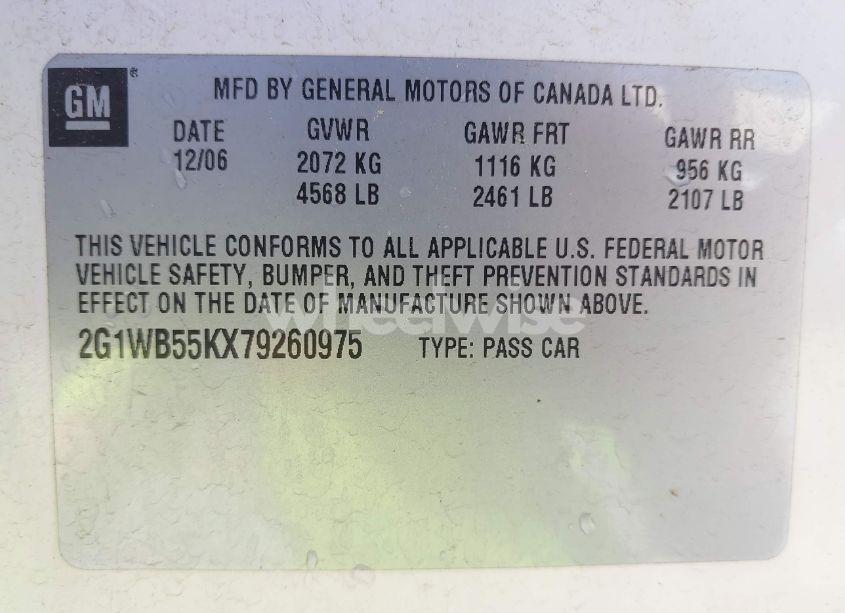 GM ®
MFD BY GENERAL MOTORS OF CANADA LTD.
DATE GVWR GAWR FRT GAWR RR
12/06 2072 KG 1116 KG 956 KG
4568 LB 2461 LB 2107 LB
THIS VEHICLE CONFORMS TO ALL APPLICABLE U.S. FEDERAL MOTOR
VEHICLE SAFETY, BUMPER, AND THEFT PREVENTION STANDARDS IN
EFFECT ON THE DATE OF MANUFACTURE SHOWN ABOVE.
wheelwise
2G1WB55KX79260975 TYPE: PASS CAR